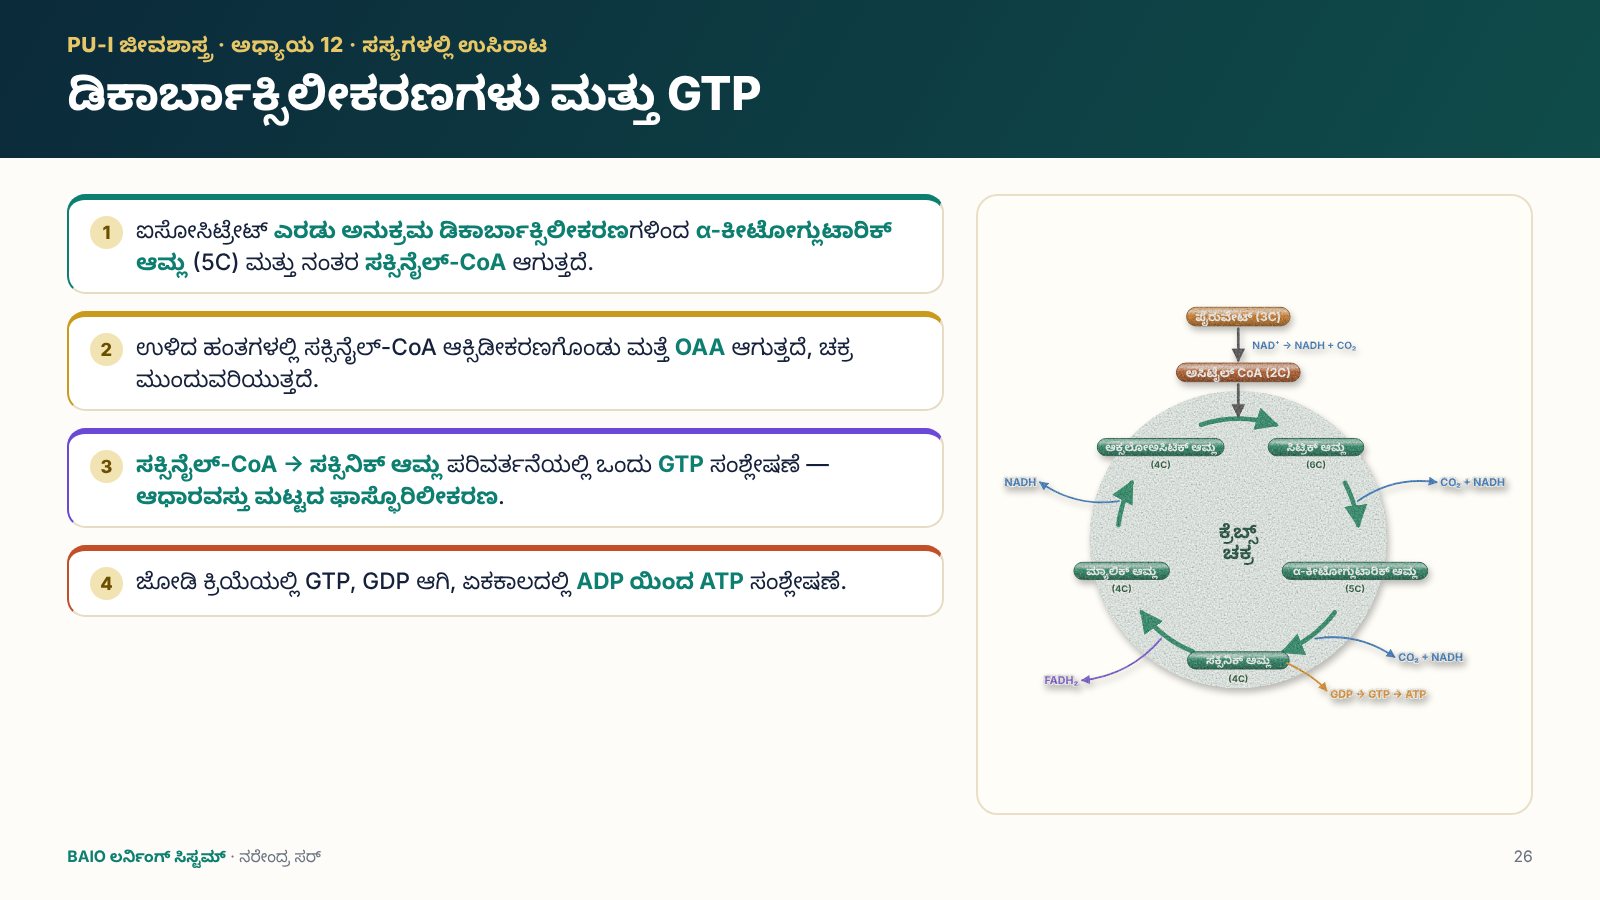 PU-I ಜೀವಶಾಸ್ತ್ರ · ಅಧ್ಯಾಯ 12 · ಸಸ್ಯಗಳಲ್ಲಿ ಉಸಿರಾಟ
ಡಿಕಾರ್ಬಾಕ್ಸಿಲೀಕರಣಗಳು ಮತ್ತು GTP
1 ಐಸೋಸಿಟ್ರೇಟ್ ಎರಡು ಅನುಕ್ರಮ ಡಿಕಾರ್ಬಾಕ್ಸಿಲೀಕರಣಗಳಿಂದ α-ಕೀಟೋಗ್ಲುಟಾರಿಕ್
ಆಮ್ಲ (5C) ಮತ್ತು ನಂತರ ಸಕ್ಸಿನೈಲ್-CoA ಆಗುತ್ತದೆ.
2 ಉಳಿದ ಹಂತಗಳಲ್ಲಿ ಸಕ್ಸಿನೈಲ್-CoA ಆಕ್ಸಿಡೀಕರಣಗೊಂಡು ಮತ್ತೆ OAA ಆಗುತ್ತದೆ, ಚಕ್ರ
ಮುಂದುವರಿಯುತ್ತದೆ.
3 ಸಕ್ಸಿನೈಲ್-CoA → ಸಕ್ಸಿನಿಕ್ ಆಮ್ಲ ಪರಿವರ್ತನೆಯಲ್ಲಿ ಒಂದು GTP ಸಂಶ್ಲೇಷಣೆ —
ಆಧಾರವಸ್ತು ಮಟ್ಟದ ಫಾಸ್ಫೊರಿಲೀಕರಣ.
4 ಜೋಡಿ ಕ್ರಿಯೆಯಲ್ಲಿ GTP, GDP ಆಗಿ, ಏಕಕಾಲದಲ್ಲಿ ADP ಯಿಂದ ATP ಸಂಶ್ಲೇಷಣೆ.
ಪೈರುವೇಟ್ (3C)
NAD⁺ → NADH + CO₂
ಅಸಿಟೈಲ್ CoA (2C)
ಆಕ್ಸಲೋಅಸಿಟಿಕ್ ಆಮ್ಲ
(4C)
ಸಿಟ್ರಿಕ್ ಆಮ್ಲ
(6C)
NADH
CO₂ + NADH
ಕ್ರೆಬ್ಸ್
ಚಕ್ರ
ಮ್ಯಾಲಿಕ್ ಆಮ್ಲ
(4C)
α-ಕೀಟೋಗ್ಲುಟಾರಿಕ್ ಆಮ್ಲ
(5C)
ಸಕ್ಸಿನಿಕ್ ಆಮ್ಲ
(4C)
CO₂ + NADH
FADH₂
GDP → GTP → ATP
BAIO ಲರ್ನಿಂಗ್ ಸಿಸ್ಟಮ್ · ನರೇಂದ್ರ ಸರ್
26